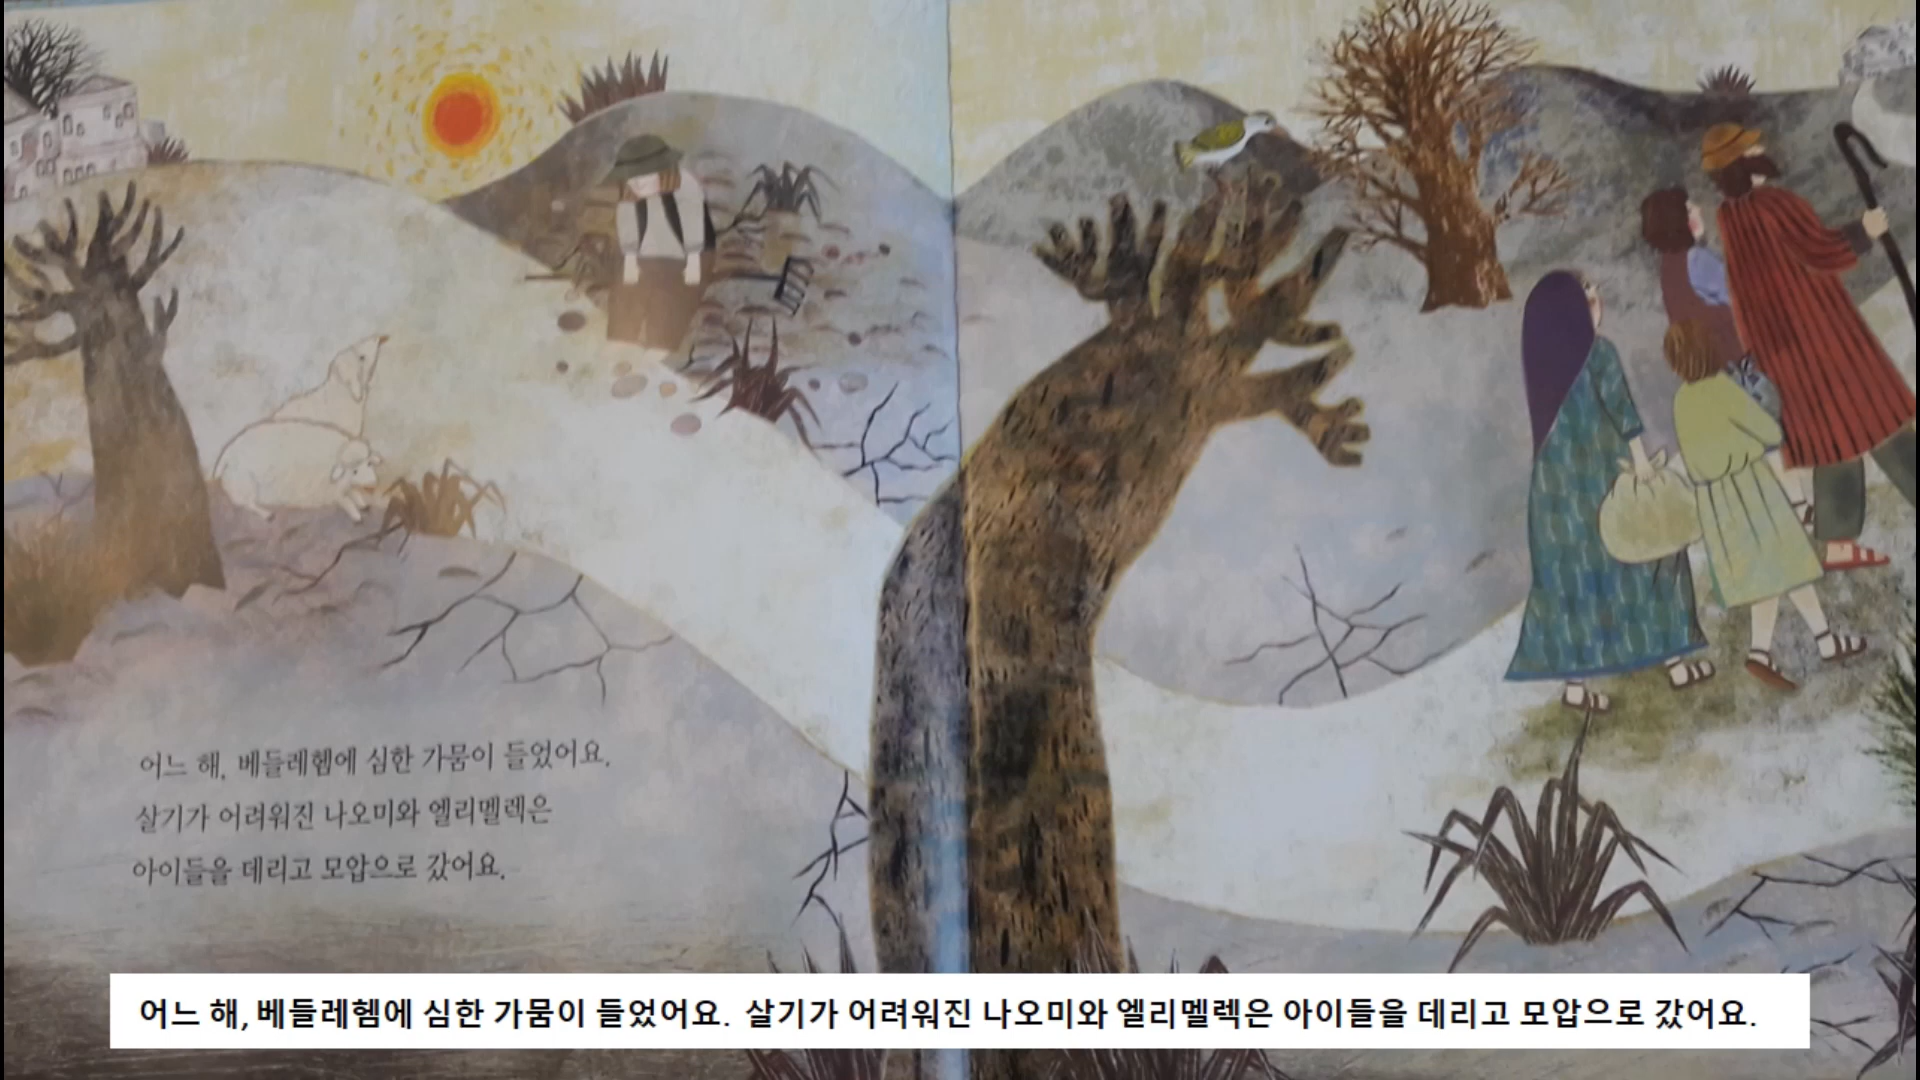 어느 해, 베들레헴에 심한 가뭄이 들었어요.
살기가 어려워진 나오미와 엘리멜렉은
아이들을 데리고 모압으로 갔어요.
어느 해, 베들레헴에 심한 가뭄이 들었어요. 살기가 어려워진 나오미와 엘리멜렉은 아이들을 데리고 모압으로 갔어요.